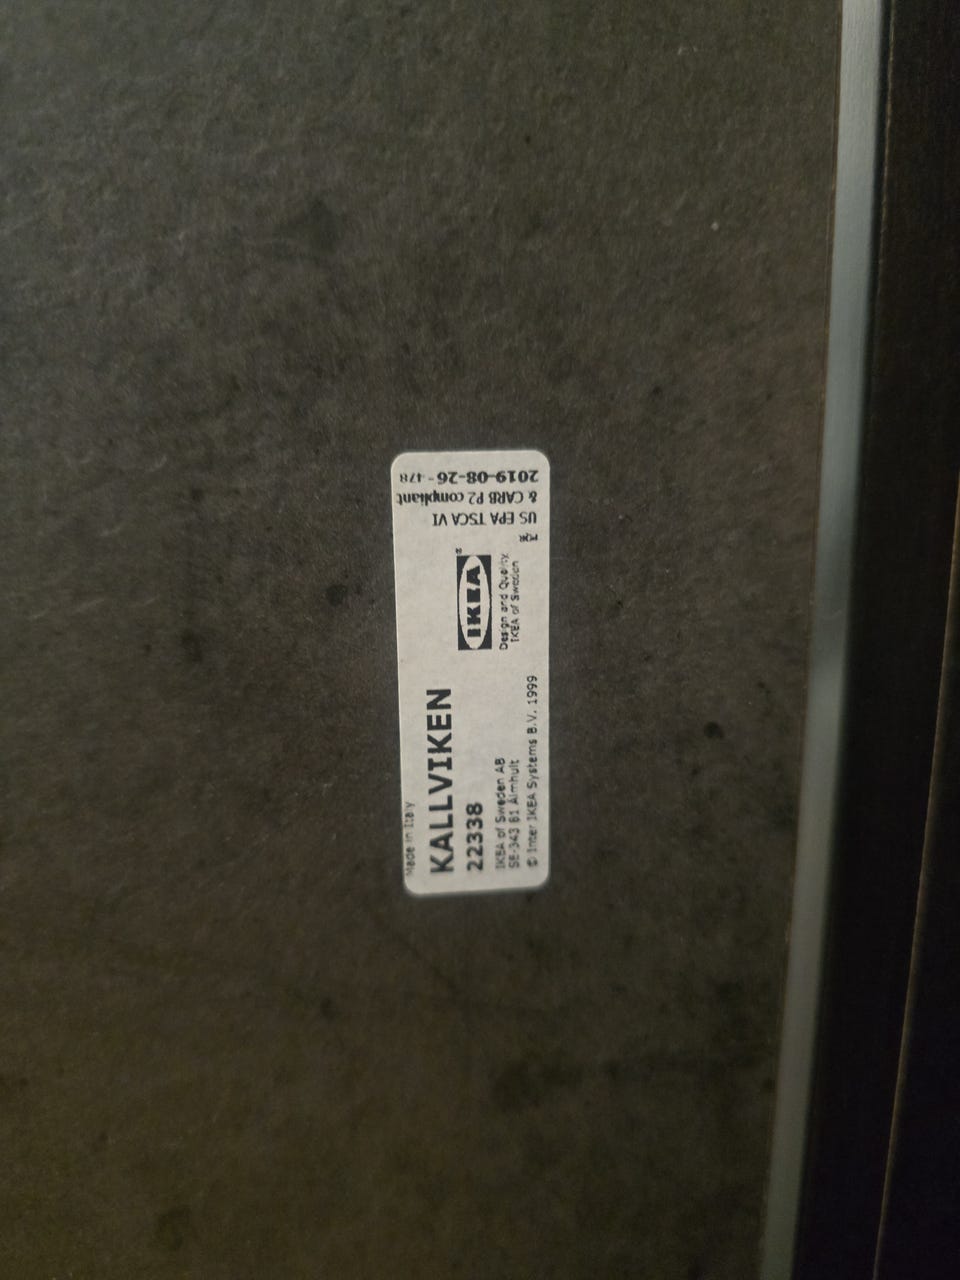 Made in Italy
KALLVIKEN
22338
IKEA of Sweden AB
SE-343 81 Älmhult
© Inter IKEA Systems B.V. 1999
IKEA®
Design and Quality
IKEA of Sweden
US EPA TSCA VI
& CARB P2 compliant
2019-08-26 - 478